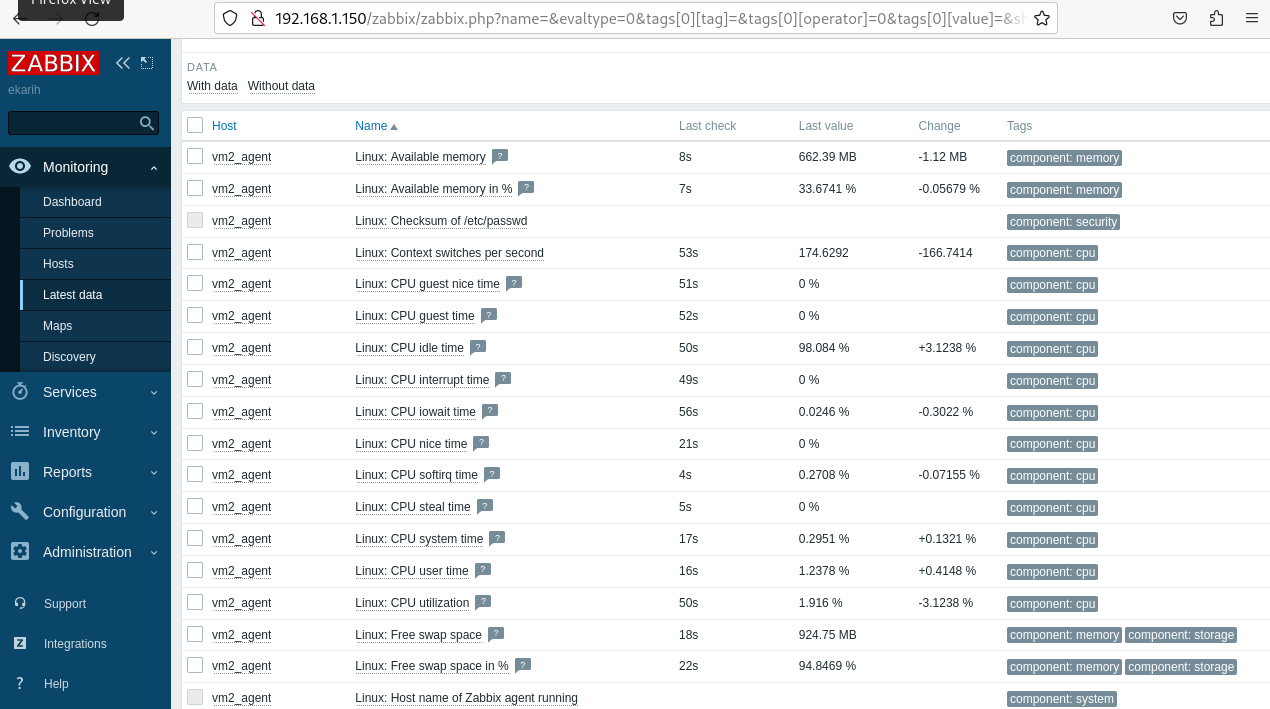 Firefox View
192.168.1.150/zabbix/zabbix.php?name=&evaltype=0&tags[0][tag]=&tags[0][operator]=0&tags[0][value]=&sh
ZABBIX
ekarih
Monitoring
Dashboard
Problems
Hosts
Latest data
Maps
Discovery
Services
Inventory
Reports
Configuration
Administration
Support
Z Integrations
? Help
DATA
With data Without data
Host Name Last check Last value Change Tags
vm2_agent Linux: Available memory ? 8s 662.39 MB -1.12 MB component: memory
vm2_agent Linux: Available memory in % ? 7s 33.6741 % -0.05679 % component: memory
vm2_agent Linux: Checksum of /etc/passwd component: security
vm2_agent Linux: Context switches per second 53s 174.6292 -166.7414 component: cpu
vm2_agent Linux: CPU guest nice time ? 51s 0 % component: cpu
vm2_agent Linux: CPU guest time ? 52s 0 % component: cpu
vm2_agent Linux: CPU idle time ? 50s 98.084 % +3.1238 % component: cpu
vm2_agent Linux: CPU interrupt time ? 49s 0 % component: cpu
vm2_agent Linux: CPU iowait time ? 56s 0.0246 % -0.3022 % component: cpu
vm2_agent Linux: CPU nice time ? 21s 0 % component: cpu
vm2_agent Linux: CPU softirq time ? 4s 0.2708 % -0.07155 % component: cpu
vm2_agent Linux: CPU steal time ? 5s 0 % component: cpu
vm2_agent Linux: CPU system time ? 17s 0.2951 % +0.1321 % component: cpu
vm2_agent Linux: CPU user time ? 16s 1.2378 % +0.4148 % component: cpu
vm2_agent Linux: CPU utilization ? 50s 1.916 % -3.1238 % component: cpu
vm2_agent Linux: Free swap space ? 18s 924.75 MB component: memory component: storage
vm2_agent Linux: Free swap space in % ? 22s 94.8469 % component: memory component: storage
vm2_agent Linux: Host name of Zabbix agent running component: system